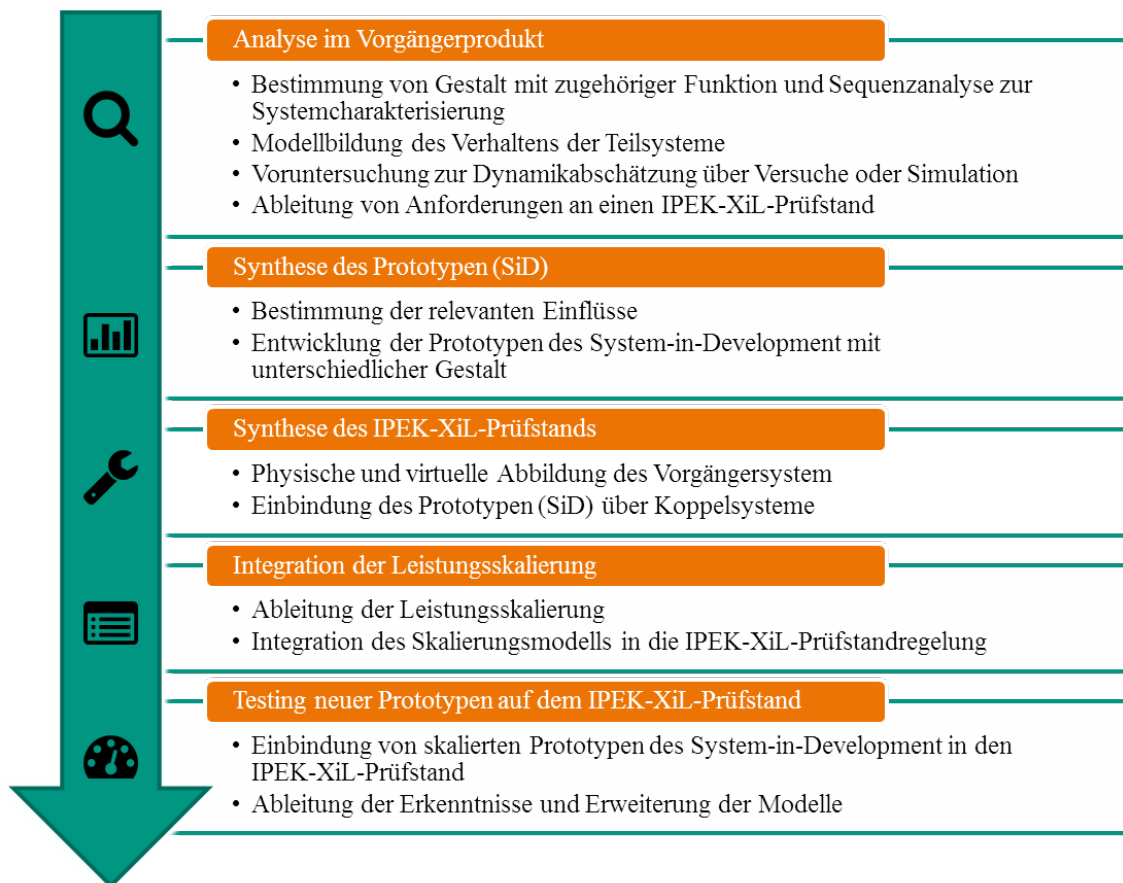 Analyse im Vorgängerprodukt
• Bestimmung von Gestalt mit zugehöriger Funktion und Sequenzanalyse zur
Systemcharakterisierung
• Modellbildung des Verhaltens der Teilsysteme
• Voruntersuchung zur Dynamikabschätzung über Versuche oder Simulation
• Ableitung von Anforderungen an einen IPEK-XiL-Prüfstand
Synthese des Prototypen (SiD)
• Bestimmung der relevanten Einflüsse
• Entwicklung der Prototypen des System-in-Development mit
unterschiedlicher Gestalt
Synthese des IPEK-XiL-Prüfstands
• Physische und virtuelle Abbildung des Vorgängersystem
• Einbindung des Prototypen (SiD) über Koppelsysteme
Integration der Leistungsskalierung
• Ableitung der Leistungsskalierung
• Integration des Skalierungsmodells in die IPEK-XiL-Prüfstandregelung
Testing neuer Prototypen auf dem IPEK-XiL-Prüfstand
• Einbindung von skalierten Prototypen des System-in-Development in den
IPEK-XiL-Prüfstand
• Ableitung der Erkenntnisse und Erweiterung der Modelle